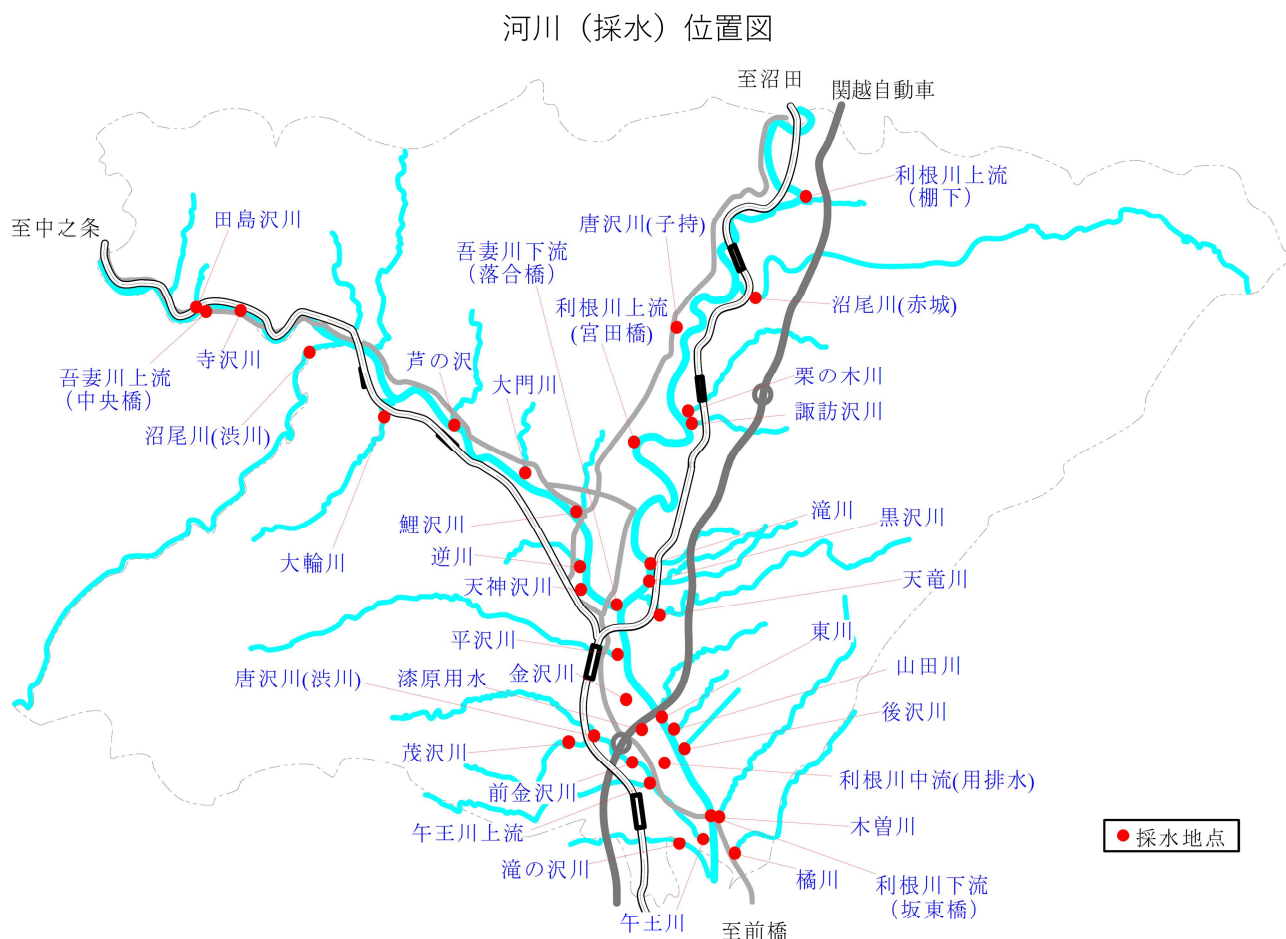 河川（採水）位置図
至沼田
関越自動車
利根川上流
（棚下）
田島沢川
至中之条
唐沢川(子持)
吾妻川下流
（落合橋）
利根川上流
(宮田橋)
沼尾川(赤城)
寺沢川
吾妻川上流
（中央橋）
芦の沢
大門川
栗の木川
諏訪沢川
沼尾川(渋川)
鯉沢川
滝川
黒沢川
大輪川
逆川
天神沢川
天竜川
平沢川
東川
唐沢川(渋川)
漆原用水
金沢川
山田川
後沢川
茂沢川
前金沢川
利根川中流(用排水)
午王川上流
木曽川
採水地点
滝の沢川
橘川
利根川下流
（坂東橋）
午王川
至前橋